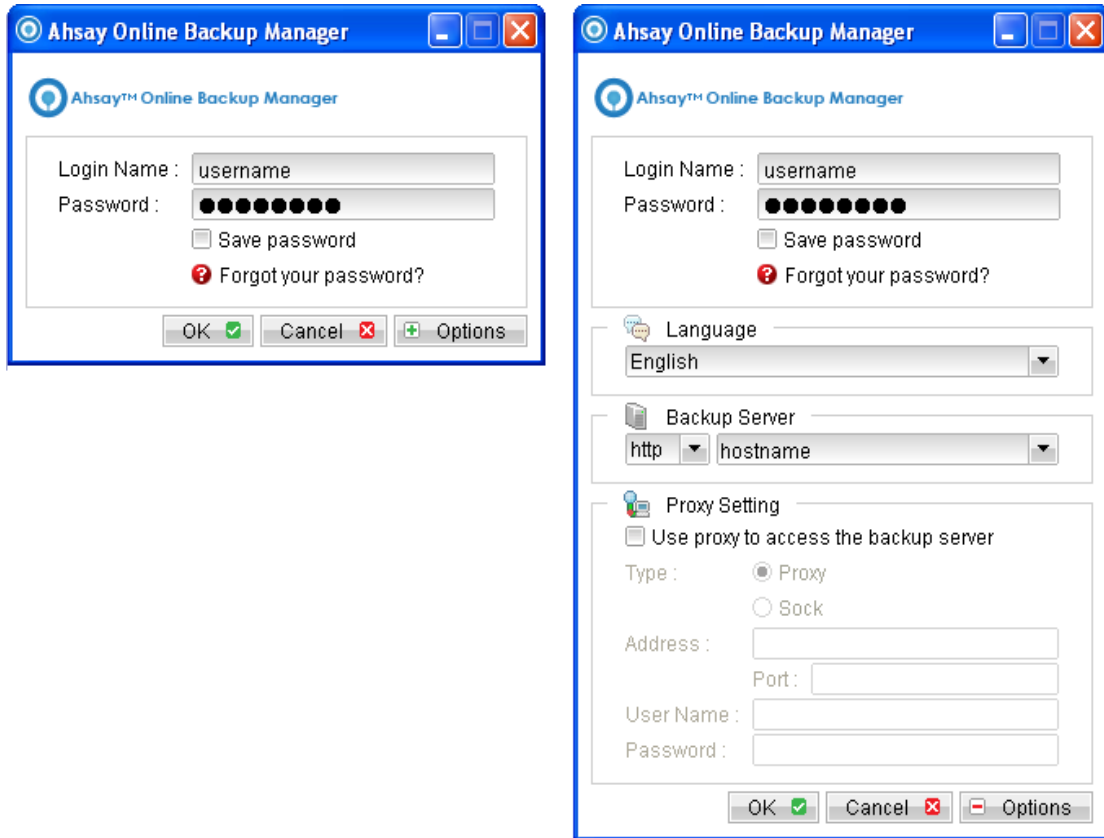 Ahsay Online Backup Manager
Ahsay™ Online Backup Manager
Login Name : username
Password : ●●●●●●●●
Save password
Forgot your password?
OK Cancel Options
Ahsay Online Backup Manager
Ahsay™ Online Backup Manager
Login Name : username
Password : ●●●●●●●●
Save password
Forgot your password?
Language
English
Backup Server
http hostname
Proxy Setting
Use proxy to access the backup server
Type : Proxy
Sock
Address :
Port :
User Name :
Password :
OK Cancel Options